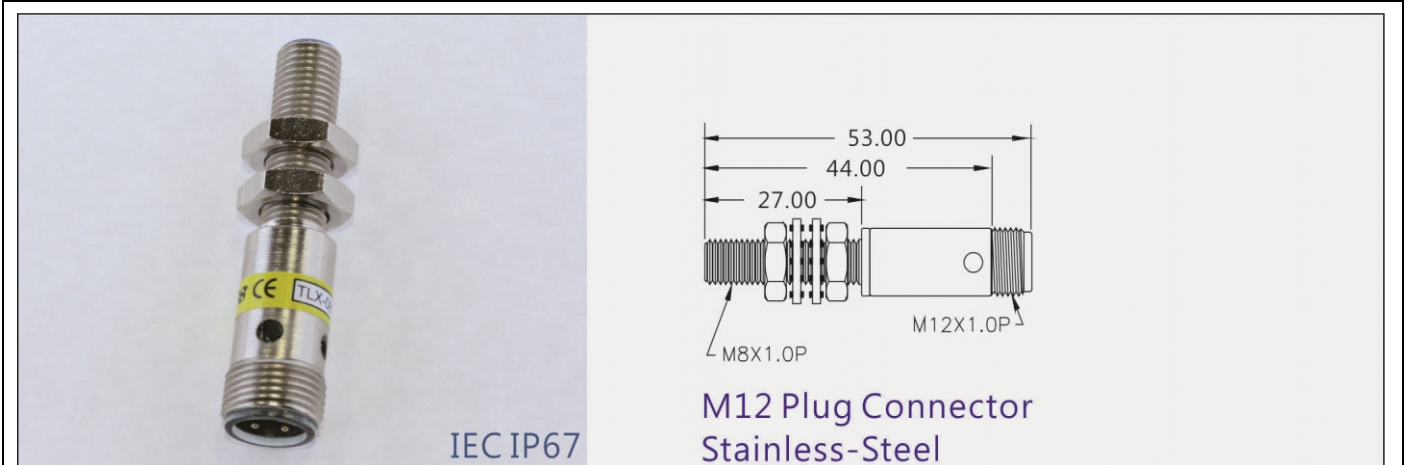 CE
IEC IP67
53.00
44.00
27.00
M12X1.0P
M8X1.0P
M12 Plug Connector
Stainless-Steel